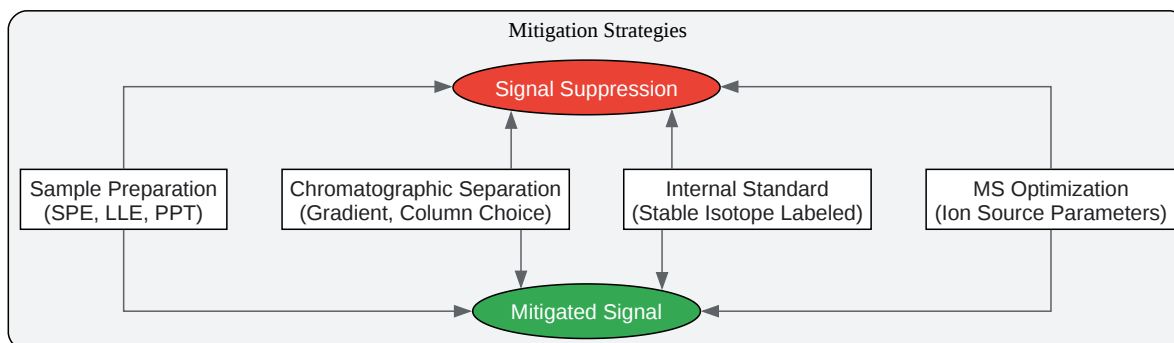 Mitigation Strategies
Signal Suppression
Sample Preparation
(SPE, LLE, PPT)
Chromatographic Separation
(Gradient, Column Choice)
Internal Standard
(Stable Isotope Labeled)
MS Optimization
(Ion Source Parameters)
Mitigated Signal